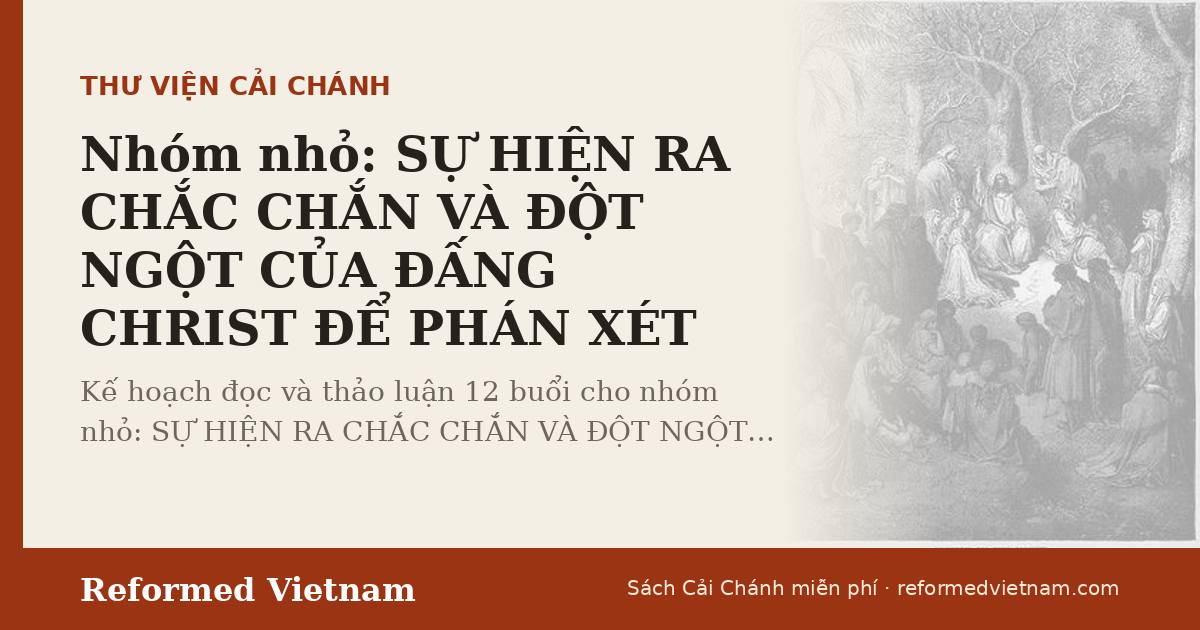 THƯ VIỆN CẢI CHÁNH
Nhóm nhỏ: SỰ HIỆN RA
CHẮC CHẮN VÀ ĐỘT
NGỘT CỦA ĐẤNG
CHRIST ĐỂ PHÁN XÉT
Kế hoạch đọc và thảo luận 12 buổi cho nhóm
nhỏ: SỰ HIỆN RA CHẮC CHẮN VÀ ĐỘT NGỘT...
Reformed Vietnam
Sách Cải Chánh miễn phí · reformedvietnam.com